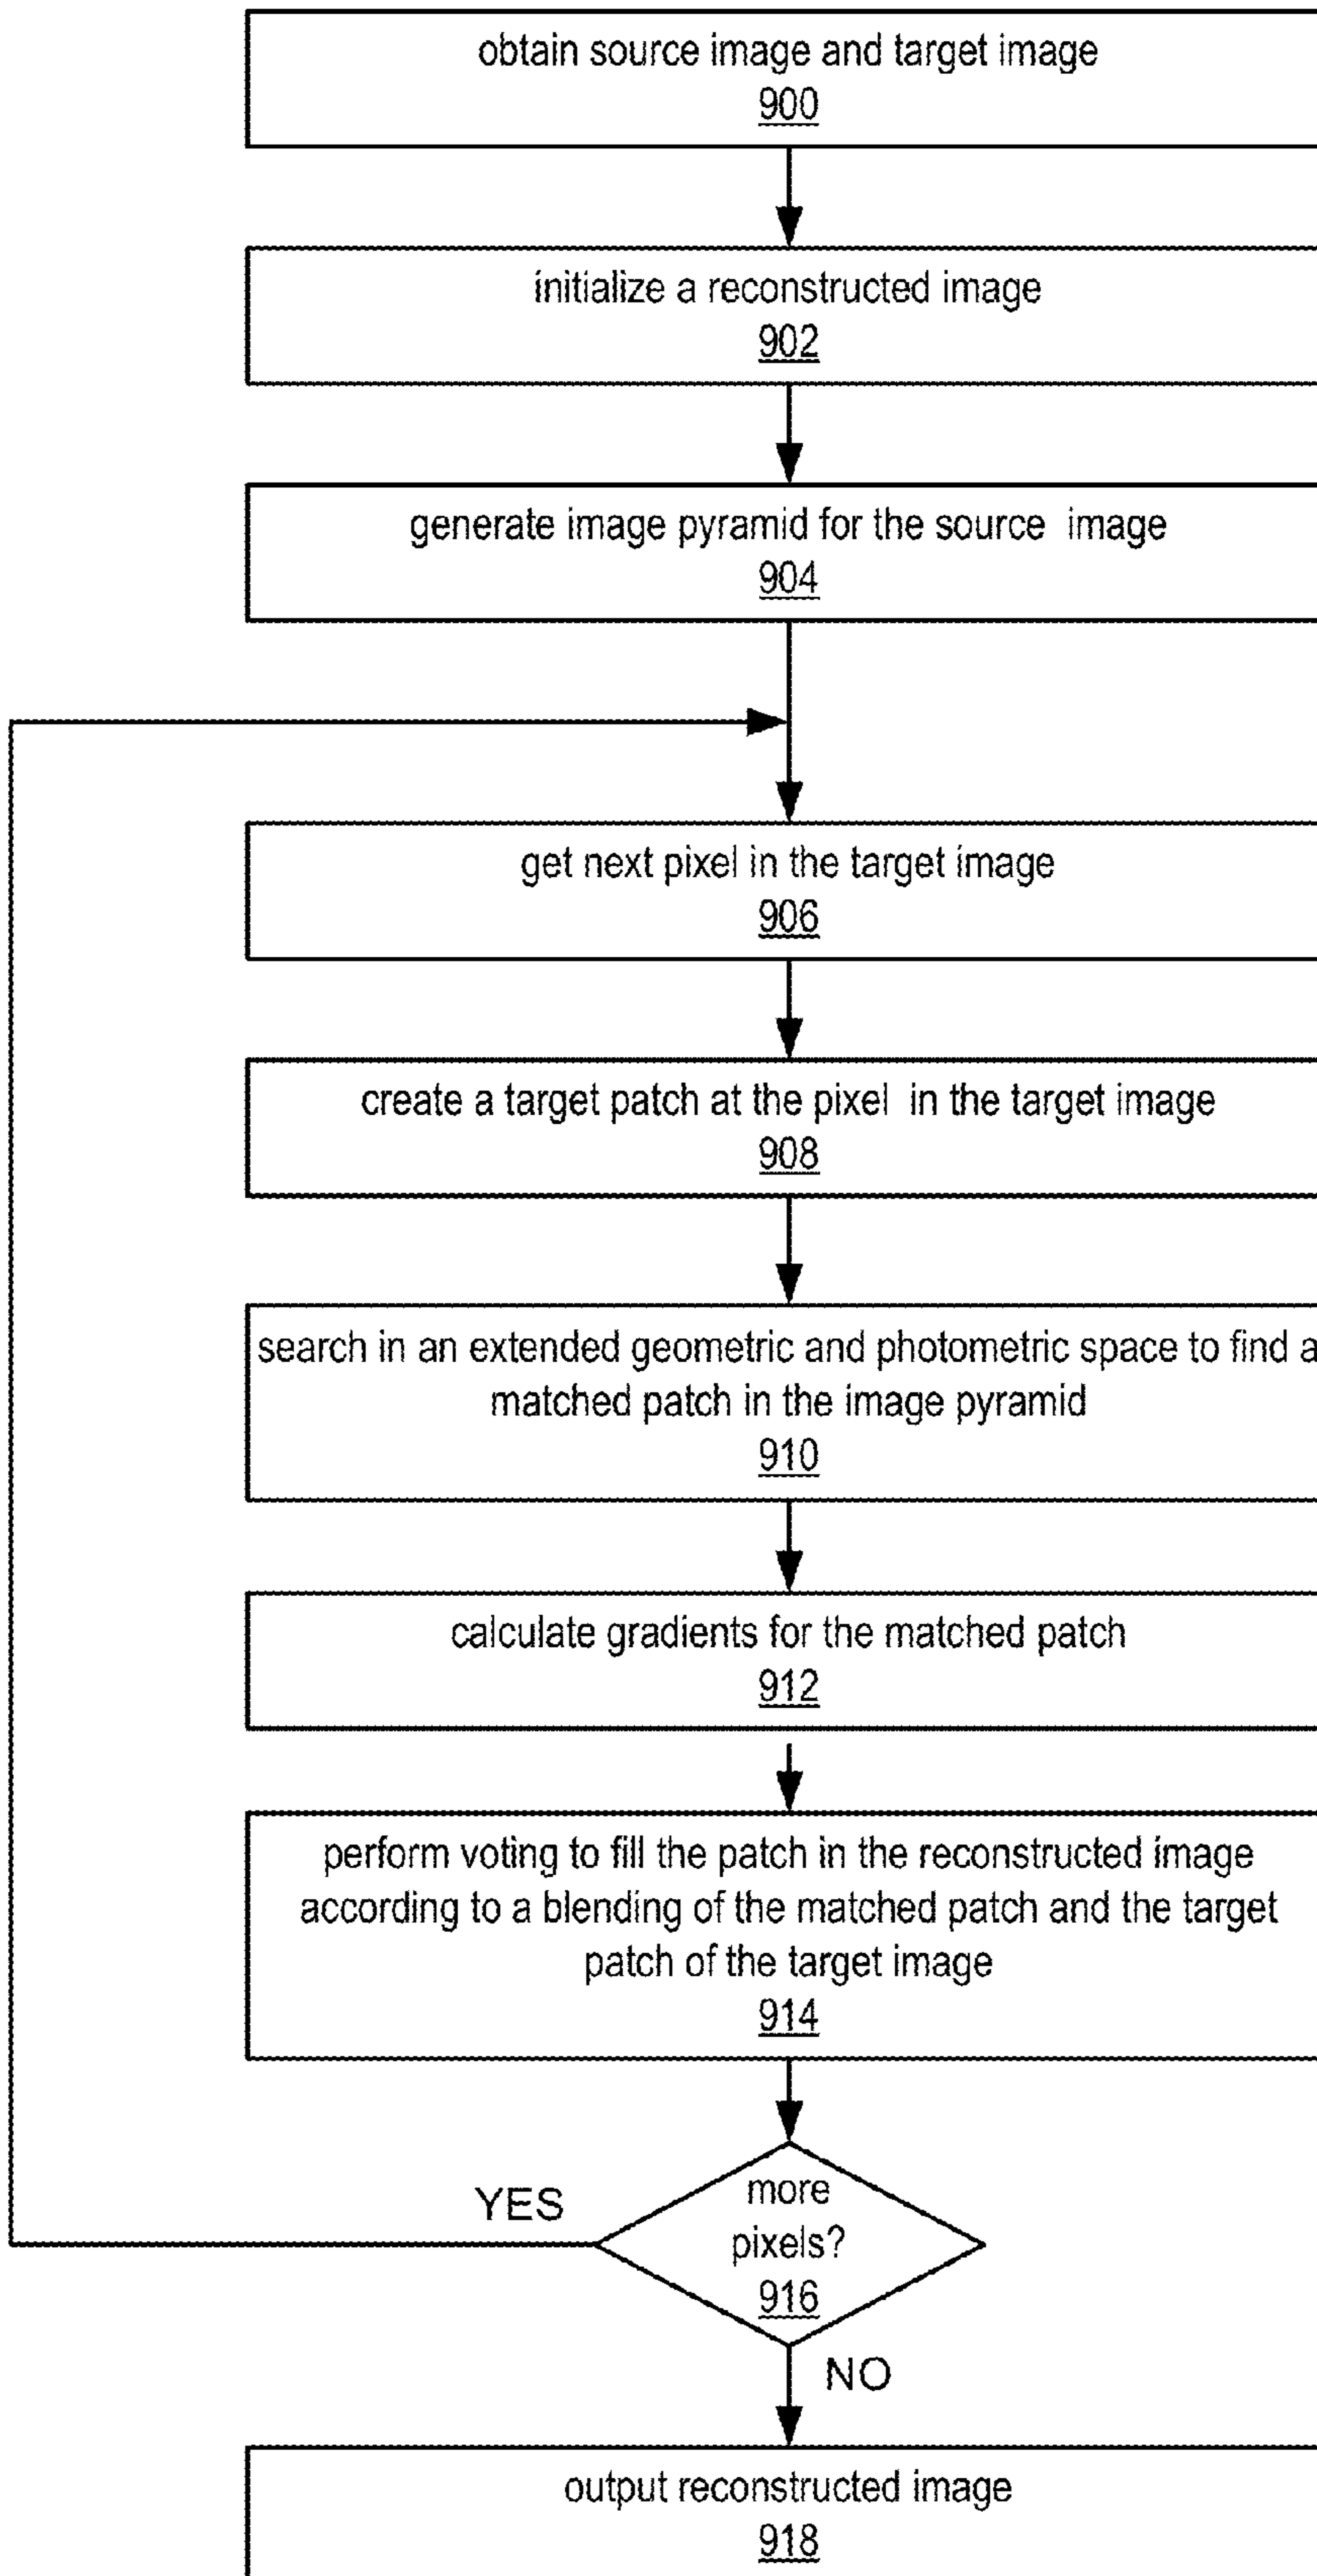 obtain source image and target image
900
initialize a reconstructed image
902
generate image pyramid for the source image
904
get next pixel in the target image
906
create a target patch at the pixel in the target image
908
search in an extended geometric and photometric space to find a
matched patch in the image pyramid
910
calculate gradients for the matched patch
912
perform voting to fill the patch in the reconstructed image
according to a blending of the matched patch and the target
patch of the target image
914
YES
more
pixels?
916
NO
output reconstructed image
918